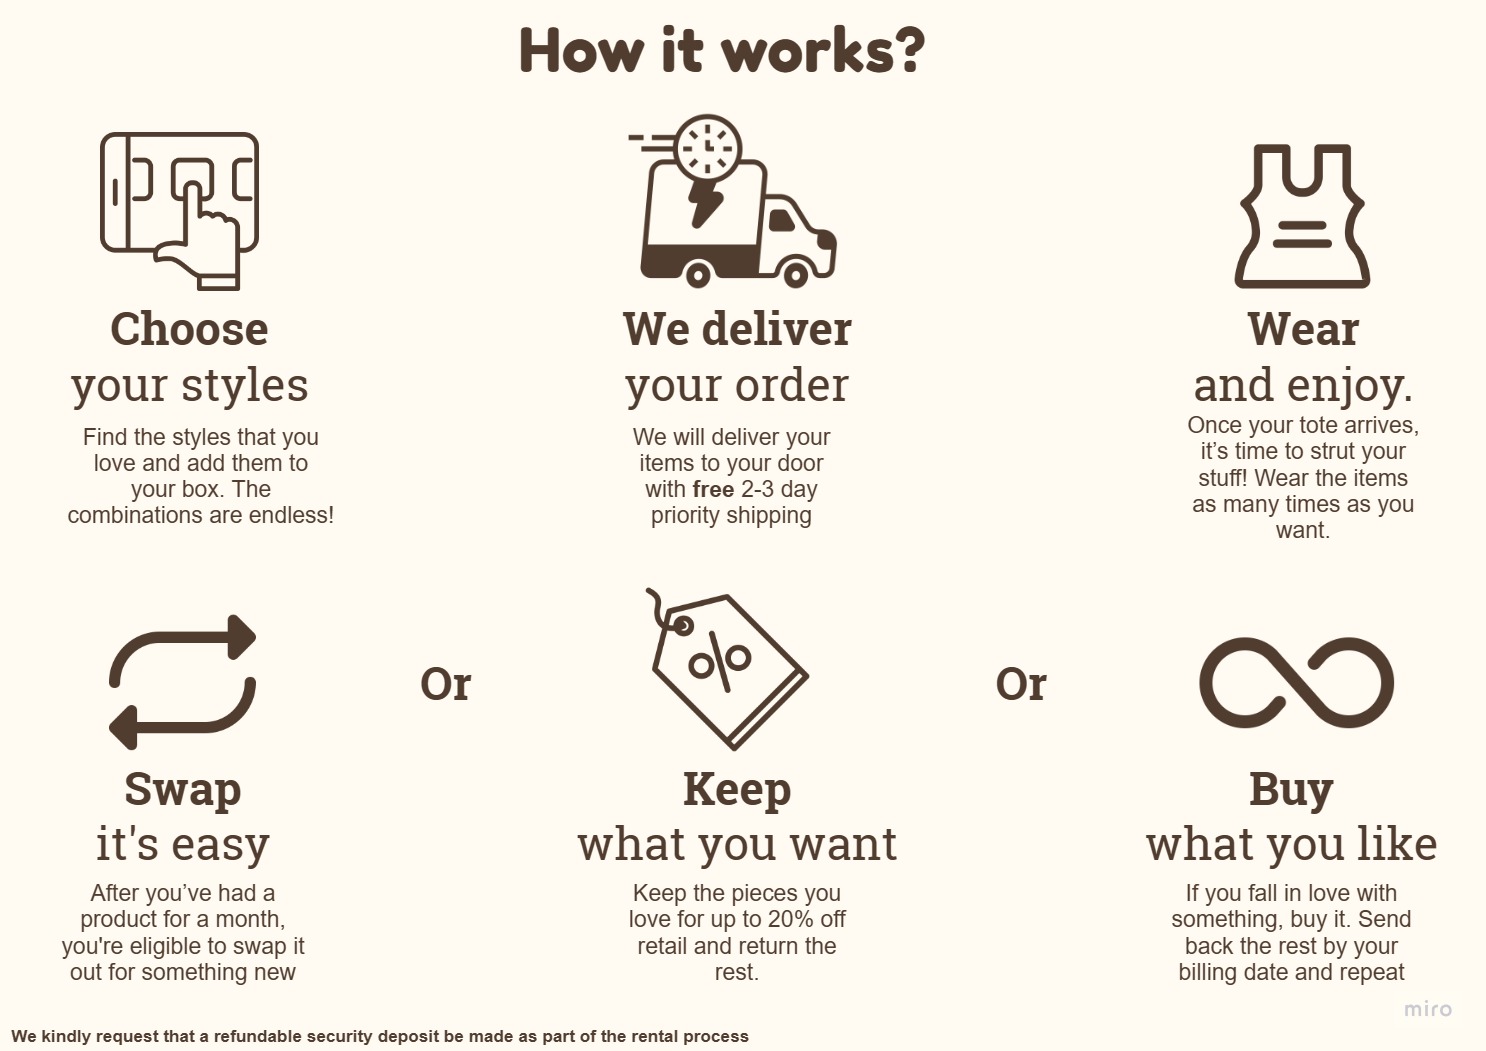 How it works?
Choose
your styles
Find the styles that you
love and add them to
your box. The
combinations are endless!
We deliver
your order
We will deliver your
items to your door
with free 2-3 day
priority shipping
Wear
and enjoy.
Once your tote arrives,
it’s time to strut your
stuff! Wear the items
as many times as you
want.
Swap
it's easy
After you’ve had a
product for a month,
you're eligible to swap it
out for something new
Or
Keep
what you want
Keep the pieces you
love for up to 20% off
retail and return the
rest.
Or
Buy
what you like
If you fall in love with
something, buy it. Send
back the rest by your
billing date and repeat
miro
We kindly request that a refundable security deposit be made as part of the rental process